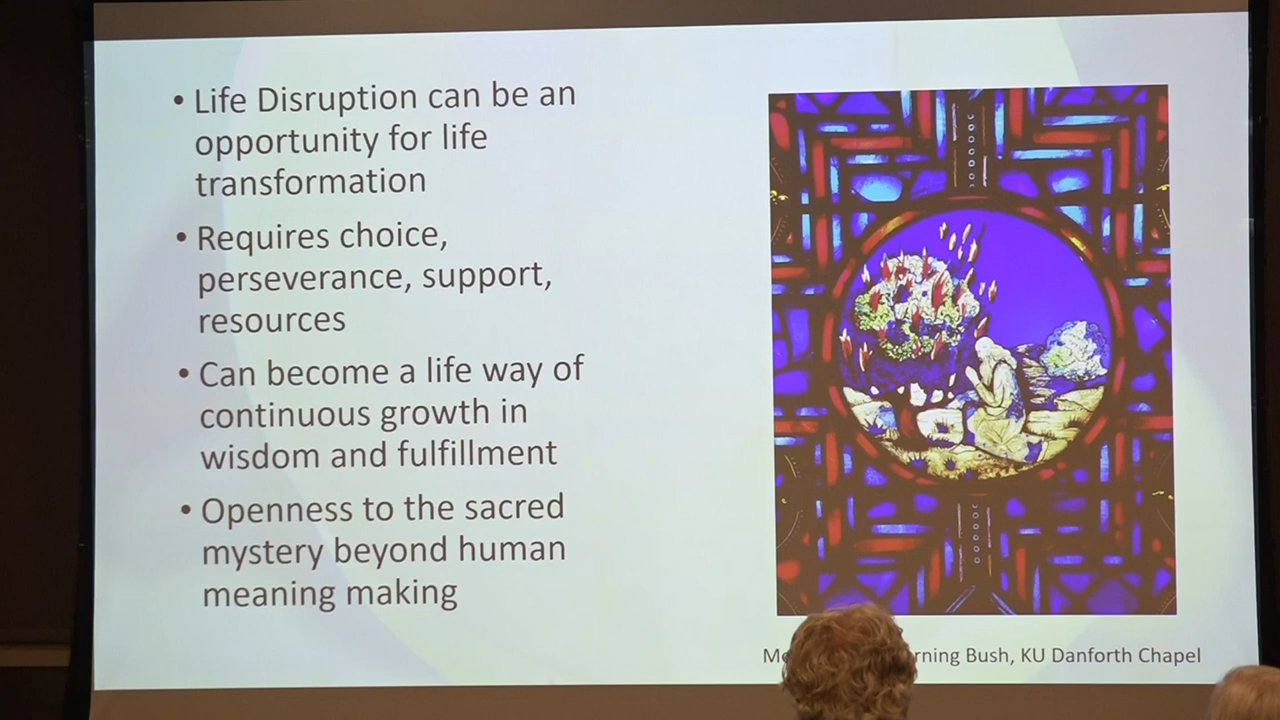 • Life Disruption can be an
opportunity for life
transformation
• Requires choice,
perseverance, support,
resources
• Can become a life way of
continuous growth in
wisdom and fulfillment
• Openness to the sacred
mystery beyond human
meaning making
Bush, KU Danforth Chapel